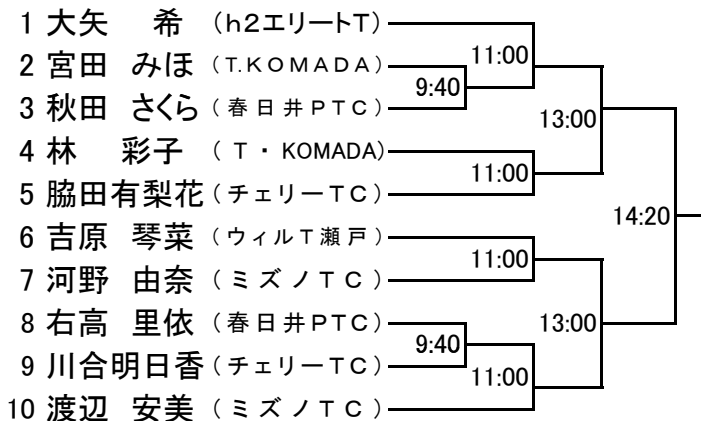 1 大矢 希 (h2エリートT)
11:00
2 宮田 みほ (T.KOMADA)
9:40
3 秋田 さくら (春日井PTC)
13:00
4 林 彩子 (T・KOMADA)
11:00
5 脇田有梨花 (チェリーTC)
14:20
6 吉原 琴菜 (ウィルT瀬戸)
11:00
7 河野 由奈 (ミズノTC)
8 右高 里依 (春日井PTC)
13:00
9:40
9 川合明日香 (チェリーTC)
11:00
10 渡辺 安美 (ミズノTC)